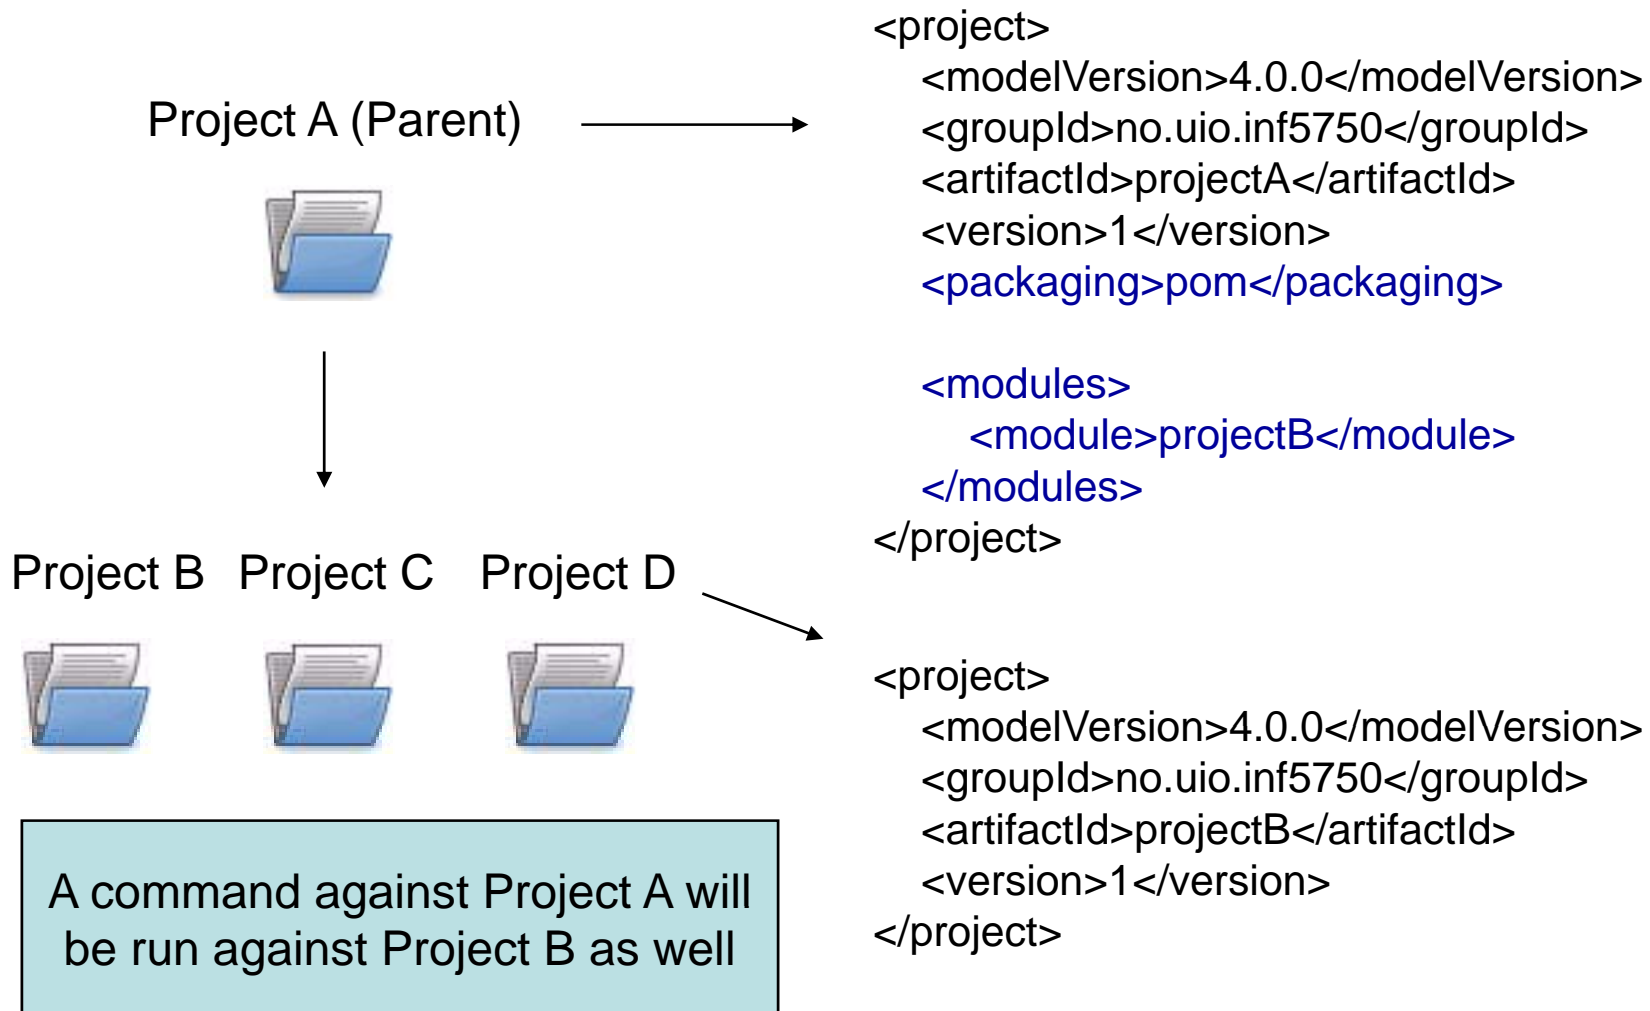 Project A (Parent)
Project B Project C Project D
A command against Project A will
be run against Project B as well
<project>
<modelVersion>4.0.0</modelVersion>
<groupId>no.uio.inf5750</groupId>
<artifactId>projectA</artifactId>
<version>1</version>
<packaging>pom</packaging>
<modules>
<module>projectB</module>
</modules>
</project>
<project>
<modelVersion>4.0.0</modelVersion>
<groupId>no.uio.inf5750</groupId>
<artifactId>projectB</artifactId>
<version>1</version>
</project>